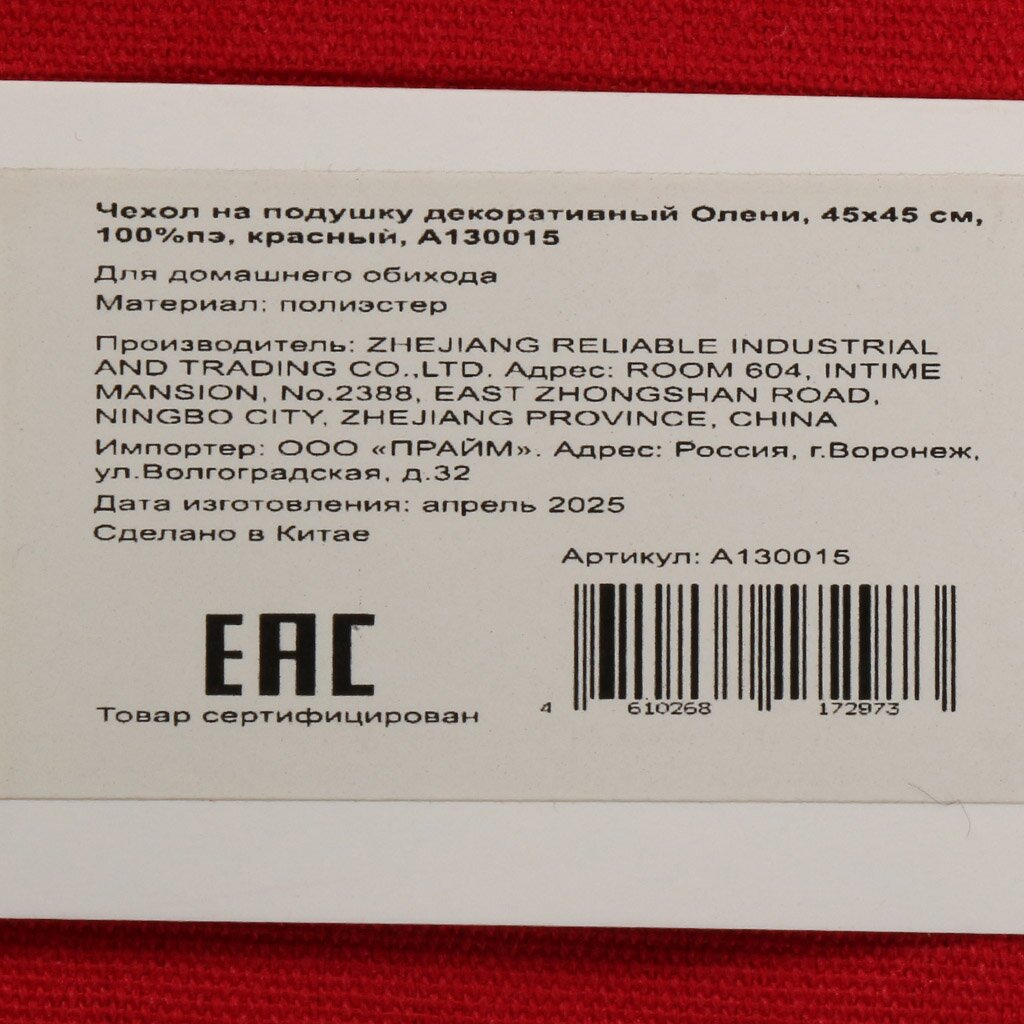 Чехол на подушку декоративный Олени, 45х45 см,
100%пэ, красный, А130015
Для домашнего обихода
Материал: полиэстер
Производитель: ZHEJIANG RELIABLE INDUSTRIAL
AND TRADING CO.,LTD. Адрес: ROOM 604, INTIME
MANSION, No.2388, EAST ZHONGSHAN ROAD,
NINGBO CITY, ZHEJIANG PROVINCE, CHINA
Импортер: ООО «ПРАЙМ». Адрес: Россия, г.Воронеж,
ул.Волгоградская, д.32
Дата изготовления: апрель 2025
Сделано в Китае
Артикул: А130015
ЕАС
Товар сертифицирован
4 610268 172973